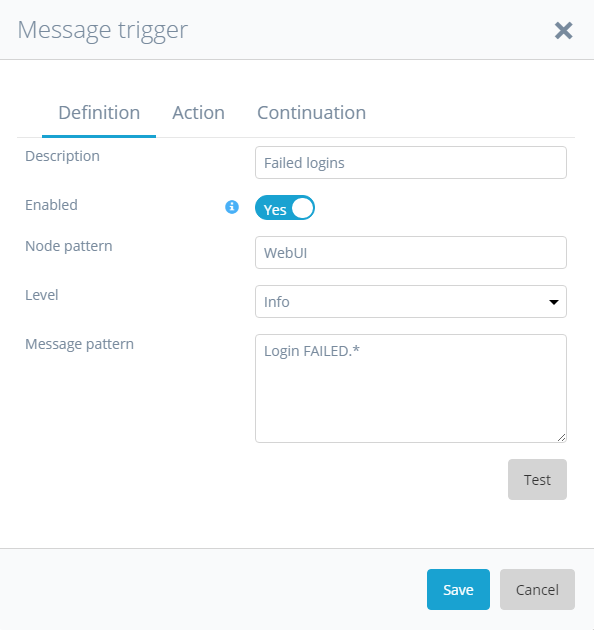 Message trigger
Definition Action Continuation
Description Failed logins
Enabled Yes
Node pattern WebUI
Level Info
Message pattern Login FAILED.*
Test
Save Cancel